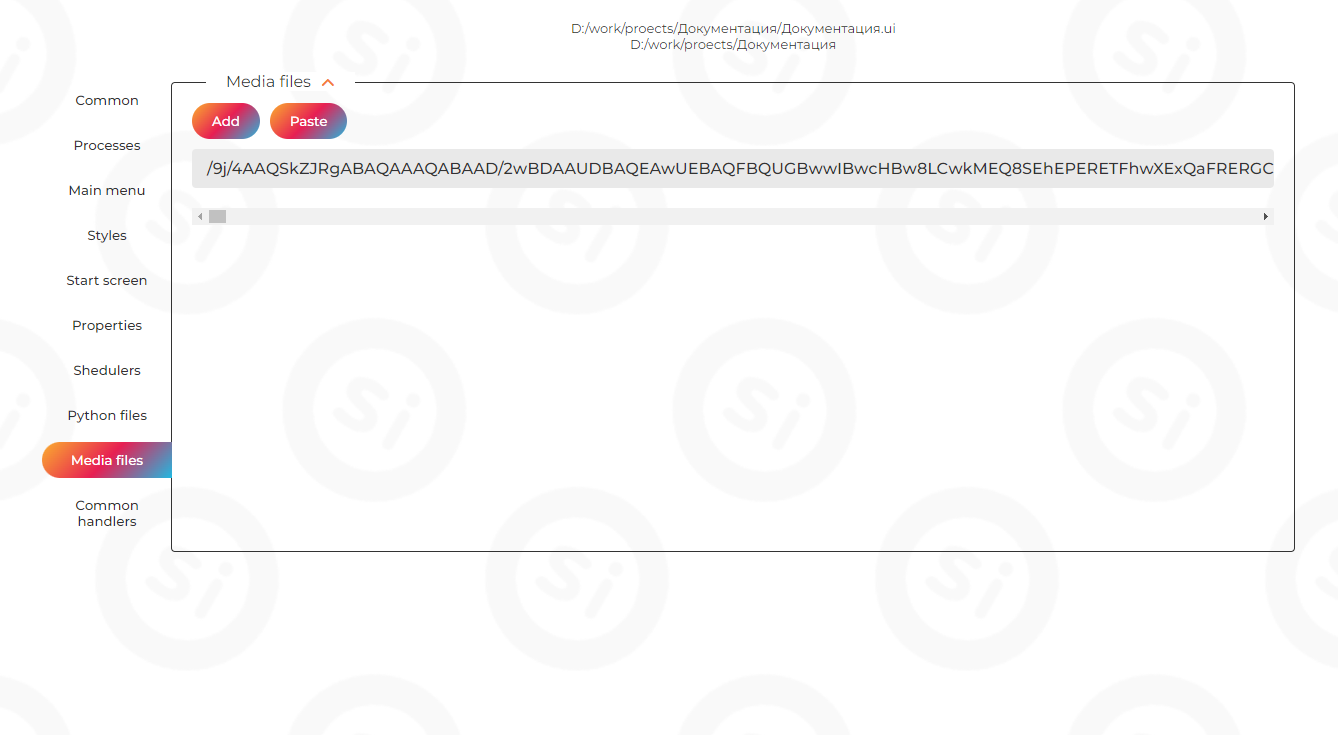 D:/work/proects/Документация/Документация.ui
D:/work/proects/Документация
Media files
Common
Add
Paste
Processes
/9j/4AAQSkZJRgABAQAAAQABAAD/2wBDAAUDBAQEAwUEBAQFBQUGBwwIBwcHBw8LCwkMEQ8SEhEPERETFhwXExQaFRERGC
Main menu
Styles
Start screen
Properties
Shedulers
Python files
Media files
Common
handlers